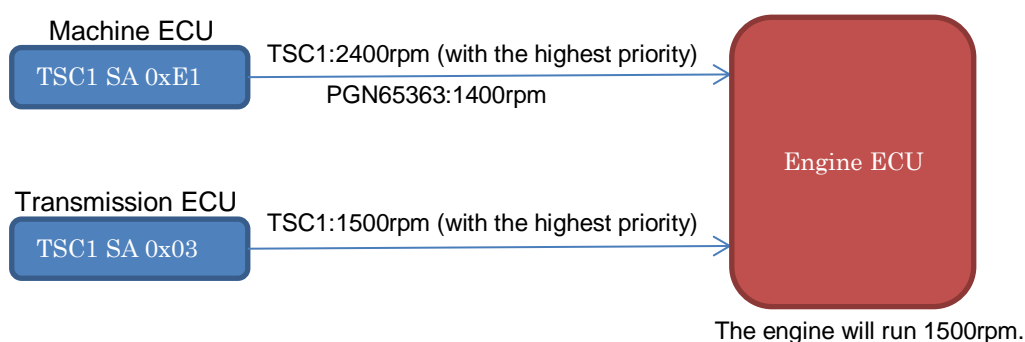 Machine ECU
TSC1 SA 0xE1
TSC1:2400rpm (with the highest priority)
PGN65363:1400rpm
Engine ECU
Transmission ECU
TSC1 SA 0x03
TSC1:1500rpm (with the highest priority)
The engine will run 1500rpm.